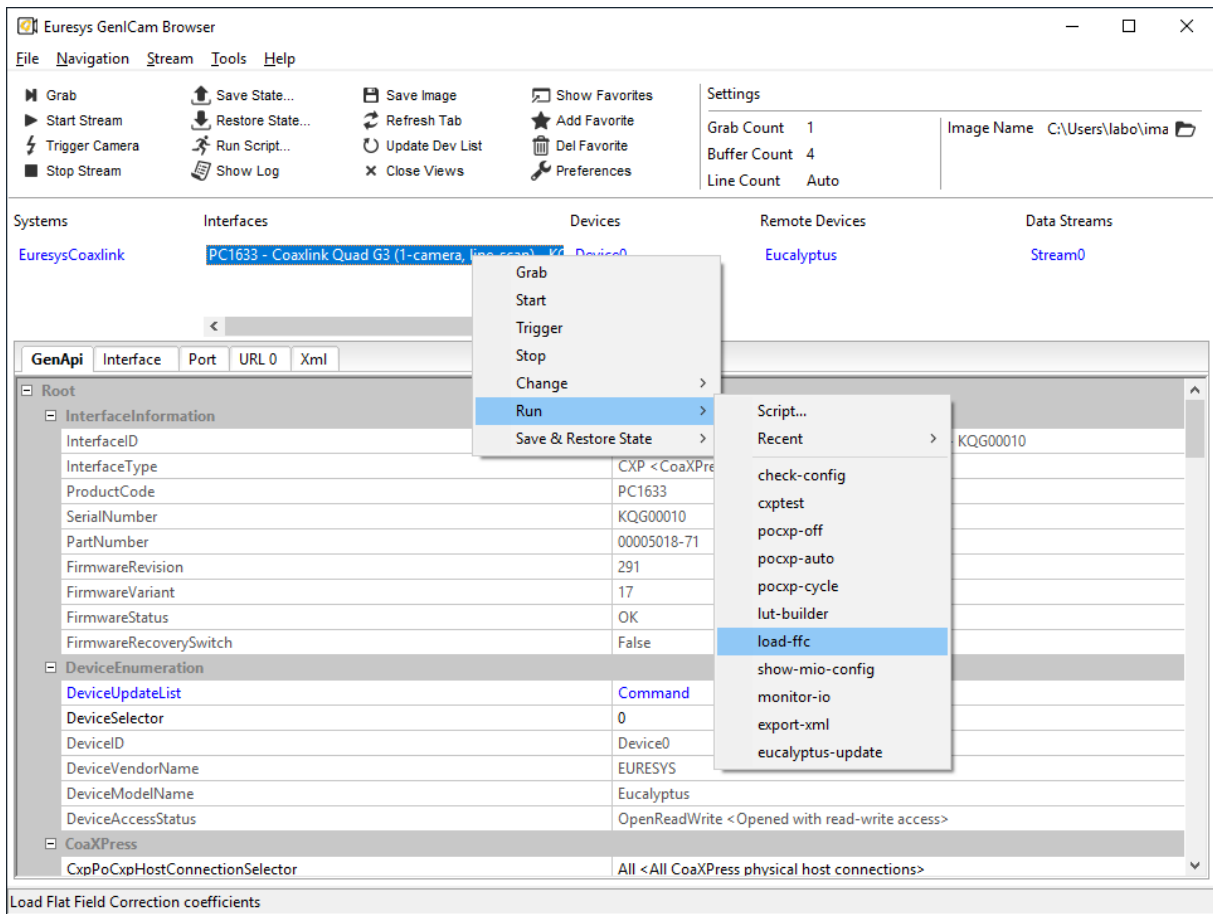 Euresys GenICam Browser
File Navigation Stream Tools Help
Grab Save State... Save Image Show Favorites Settings
Start Stream Restore State... Refresh Tab Add Favorite Grab Count 1 Image Name C:\Users\labo\ima
Trigger Camera Run Script... Update Dev List Del Favorite Buffer Count 4
Stop Stream Show Log Close Views Preferences Line Count Auto
Systems Interfaces Devices Remote Devices Data Streams
EuresysCoaxlink PC1633 - Coaxlink Quad G3 (1-camera, line-scan) - KQ Device0 Eucalyptus Stream0
Grab
Start
Trigger
Stop
Change
Run
Save & Restore State
Script...
Recent
check-config
cxptest
pocxp-off
pocxp-auto
pocxp-cycle
lut-builder
load-ffc
show-mio-config
monitor-io
export-xml
eucalyptus-update
GenApi Interface Port URL 0 Xml
Root
InterfaceInformation
InterfaceID KQG00010
InterfaceType CXP <CoaXPre
ProductCode PC1633
SerialNumber KQG00010
PartNumber 00005018-71
FirmwareRevision 291
FirmwareVariant 17
FirmwareStatus OK
FirmwareRecoverySwitch False
DeviceEnumeration
DeviceUpdateList Command
DeviceSelector 0
DeviceID Device0
DeviceVendorName EURESYS
DeviceModelName Eucalyptus
DeviceAccessStatus OpenReadWrite <Opened with read-write access>
CoaXPress
CxpPoCxpHostConnectionSelector All <All CoaXPress physical host connections>
Load Flat Field Correction coefficients